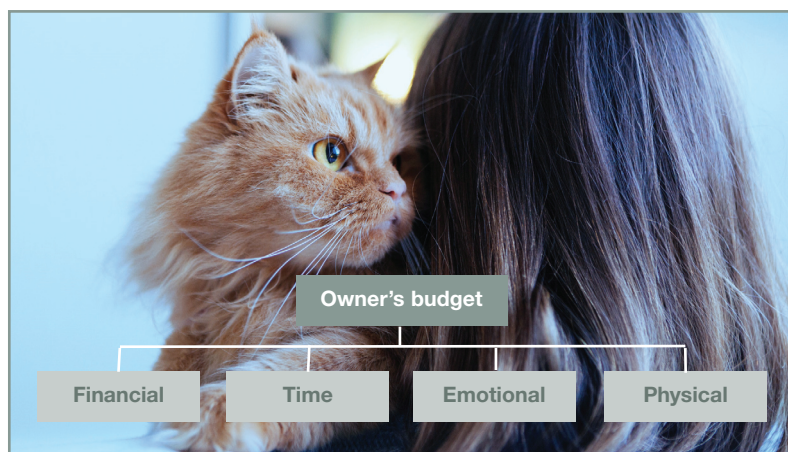 Owner’s budget
Financial
Time
Emotional
Physical